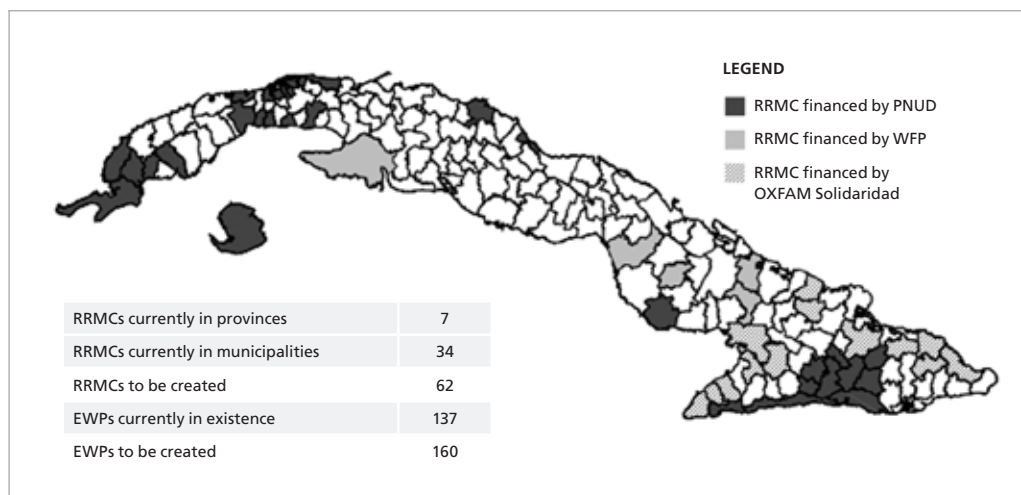 LEGEND
RRMC financed by PNUD
RRMC financed by WFP
RRMC financed by
OXFAM Solidaridad
RRMCs currently in provinces 7
RRMCs currently in municipalities 34
RRMCs to be created 62
EWPs currently in existence 137
EWPs to be created 160